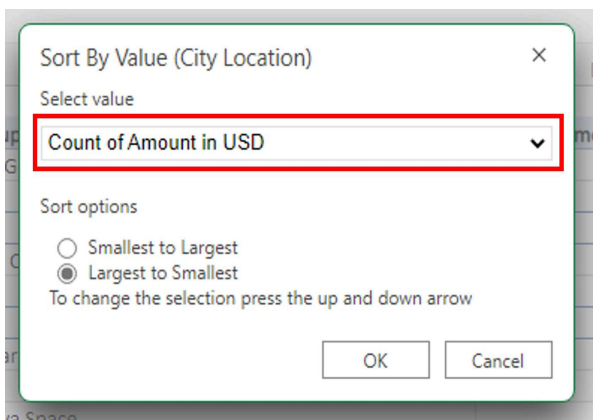 Sort By Value (City Location)
Select value
Count of Amount in USD
Sort options
Smallest to Largest
Largest to Smallest
To change the selection press the up and down arrow
OK Cancel